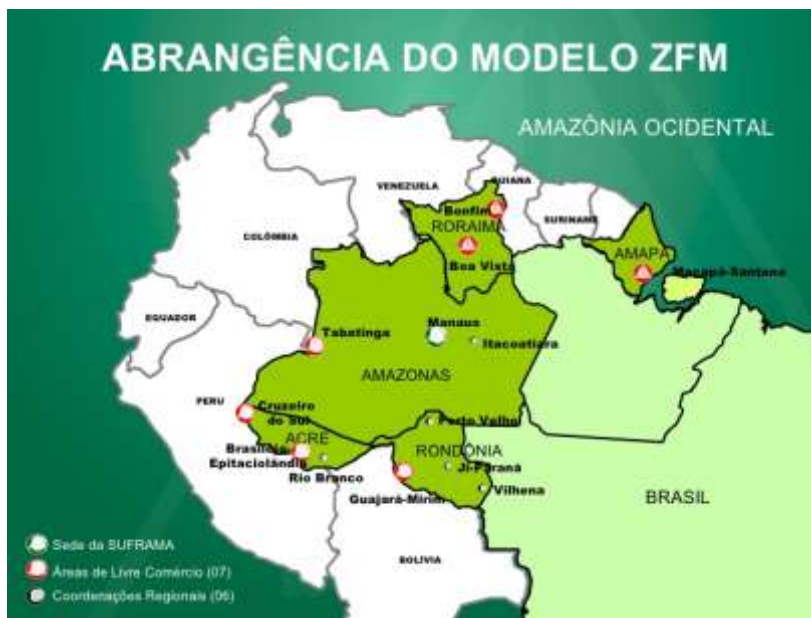 ABRANGÊNCIA DO MODELO ZFM
AMAZÔNIA OCIDENTAL
VENEZUELA
GUIANA
Bonfim
SURINAME
RORAIMA
COLÔMBIA
Boa Vista
AMAPÁ
Macapá-Santana
EQUADOR
Tabatinga
Manaus
Itacoatiara
AMAZONAS
PERU
Cruzeiro
do Sul
Porto Velho
ACRE
RONDÔNIA
Brasiléia
Epitaciolândia
Ji-Paraná
Rio Branco
Vilhena
Guajará-Mirim
BRASIL
Sede da SUFRAMA
BOLÍVIA
Áreas de Livre Comércio (07)
Coordenações Regionais (06)